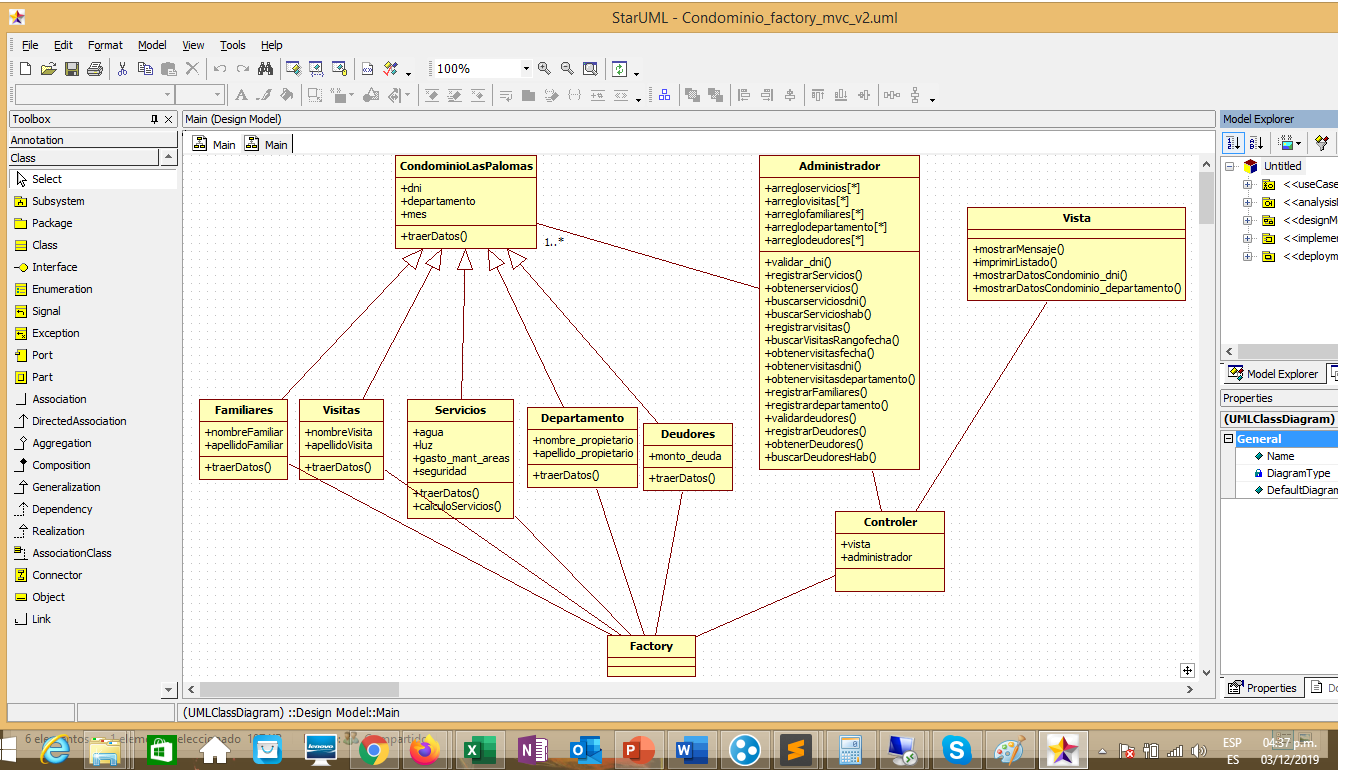 StarUML - Condominio_factory_mvc_v2.uml
File Edit Format Model View Tools Help
100%
Toolbox
Annotation
Class
Select
Subsystem
Package
Class
Interface
Enumeration
Signal
Exception
Port
Part
Association
DirectedAssociation
Aggregation
Composition
Generalization
Dependency
Realization
AssociationClass
Connector
Object
Link
Main (Design Model)
Main Main
CondominioLasPalomas
+dni
+departamento
+mes
+traerDatos()
1..*
Administrador
+arregloservicios[*]
+arreglovisitas[*]
+arreglofamiliares[*]
+arreglodepartamento[*]
+arreglodeudores[*]
+validar_dni()
+registrarServicios()
+obtenerservicios()
+buscarserviciosdni()
+buscarServicioshab()
+registrarvisitas()
+buscarVisitasRangofecha()
+obtenervisitasfecha()
+obtenervisitasdni()
+obtenervisitasdepartamento()
+registrarFamiliares()
+registrardepartamento()
+validardeudores()
+registrarDeudores()
+obtenerDeudores()
+buscarDeudoresHab()
Vista
+mostrarMensaje()
+imprimirListado()
+mostrarDatosCondominio_dni()
+mostrarDatosCondominio_departamento()
Familiares
+nombreFamiliar
+apellidoFamiliar
+traerDatos()
Visitas
+nombreVisita
+apellidoVisita
+traerDatos()
Servicios
+agua
+luz
+gasto_mant_areas
+seguridad
+traerDatos()
+calculoServicios()
Departamento
+nombre_propietario
+apellido_propietario
+traerDatos()
Deudores
+monto_deuda
+traerDatos()
Controler
+vista
+administrador
Factory
Model Explorer
Untitled
<<useCase
<<analysis
<<designM
<<impleme
<<deploym
Model Explorer
Properties
(UMLClassDiagram)
General
Name
DiagramType
DefaultDiagram
Properties
(UMLClassDiagram) ::Design Model::Main
6 elementos 1 elemento seleccionado
lenovo
ESP
ES
04:37 p.m.
03/12/2019